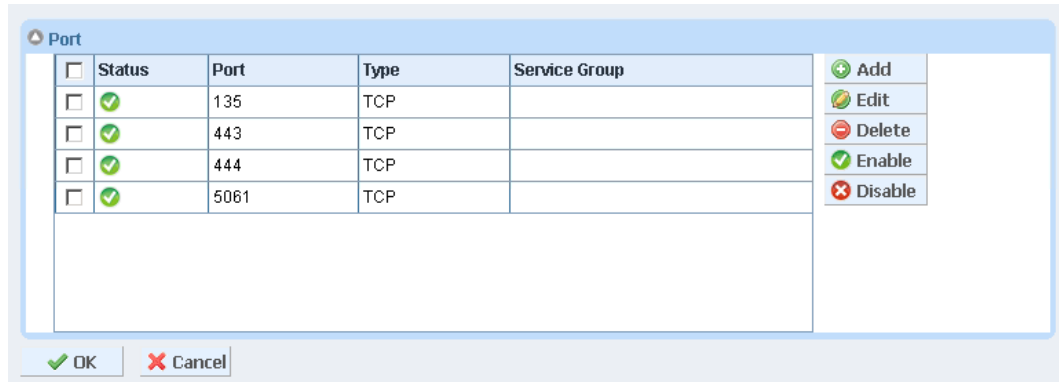 Port
Status Port Type Service Group
135 TCP
443 TCP
444 TCP
5061 TCP
Add
Edit
Delete
Enable
Disable
OK Cancel